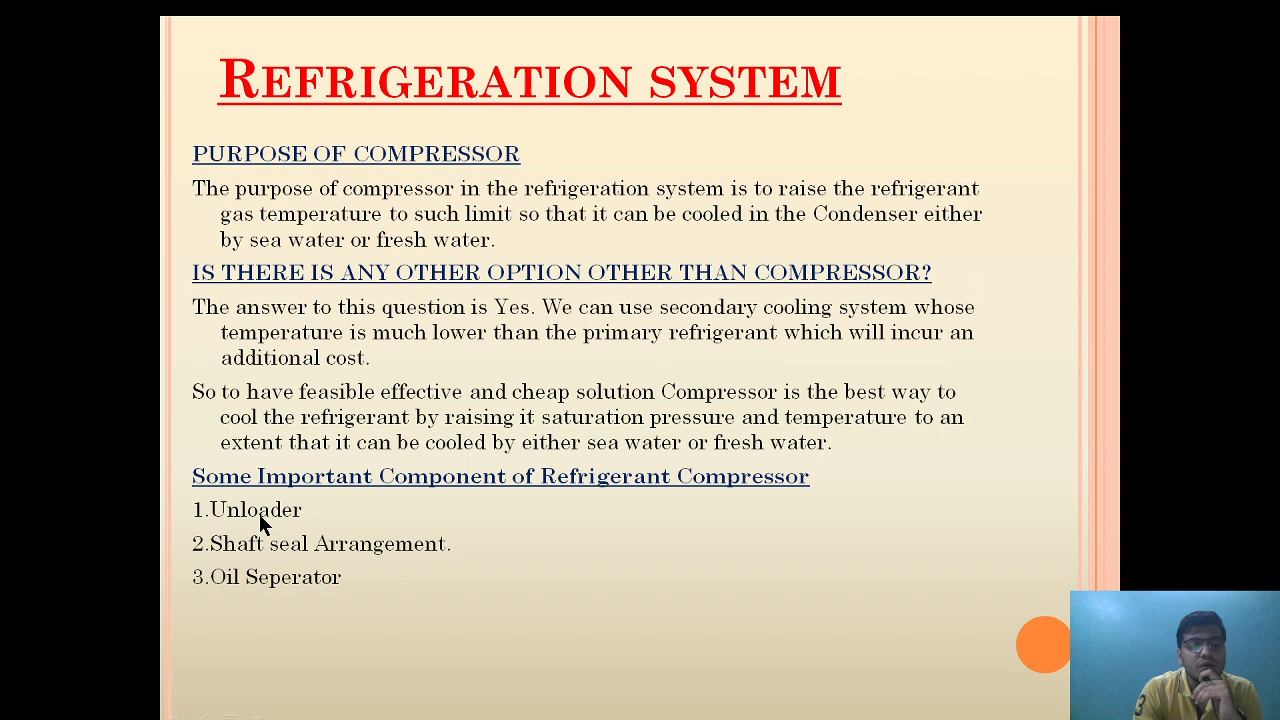 REFRIGERATION SYSTEM
PURPOSE OF COMPRESSOR
The purpose of compressor in the refrigeration system is to raise the refrigerant
gas temperature to such limit so that it can be cooled in the Condenser either
by sea water or fresh water.
IS THERE IS ANY OTHER OPTION OTHER THAN COMPRESSOR?
The answer to this question is Yes. We can use secondary cooling system whose
temperature is much lower than the primary refrigerant which will incur an
additional cost.
So to have feasible effective and cheap solution Compressor is the best way to
cool the refrigerant by raising it saturation pressure and temperature to an
extent that it can be cooled by either sea water or fresh water.
Some Important Component of Refrigerant Compressor
1.Unloader
2.Shaft seal Arrangement.
3.Oil Seperator
3